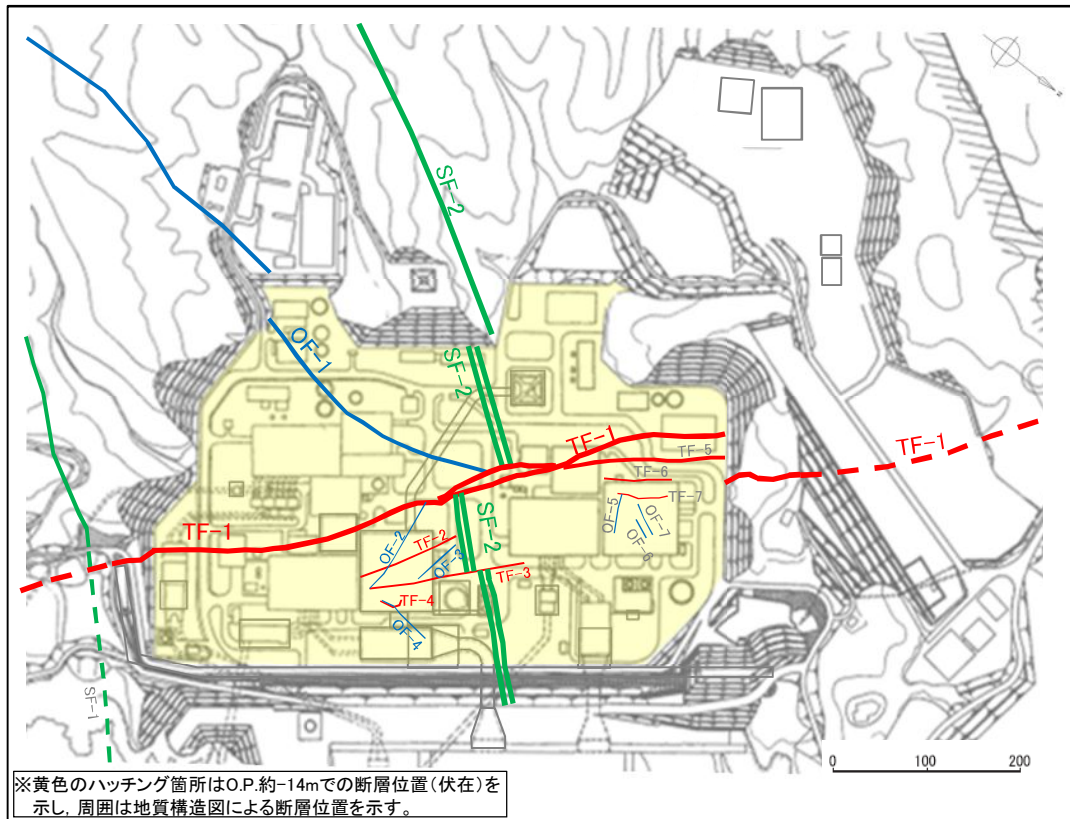 N
SF-2
OF-1
SF-2
TF-1
TF-1
TF-5
TF-6
TF-7
OF-5
OF-7
OF-6
SF-2
TF-1
OF-2
TF-2
OF-3
TF-3
TF-4
OF-4
SF-1
0
100
200
※黄色のハッチング箇所はO.P.約-14mでの断層位置(伏在)を
示し,周囲は地質構造図による断層位置を示す。